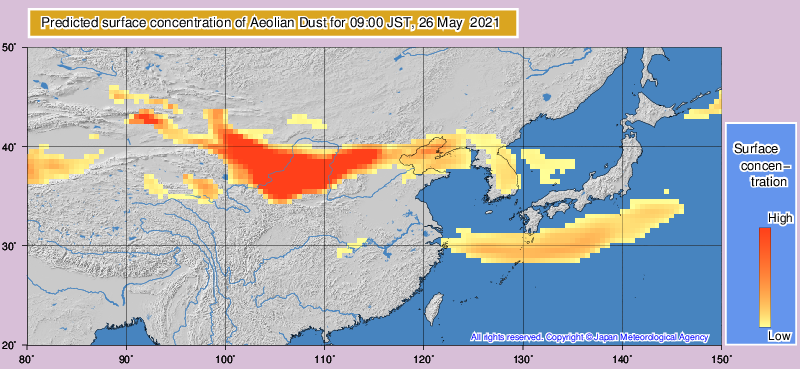 Predicted surface concentration of Aeolian Dust for 09:00 JST, 26 May 2021
50°
40°
30°
20°
80°
90°
100°
110°
120°
130°
140°
150°
All rights reserved. Copyright © Japan Meteorological Agency
Surface
concen-
tration
High
Low